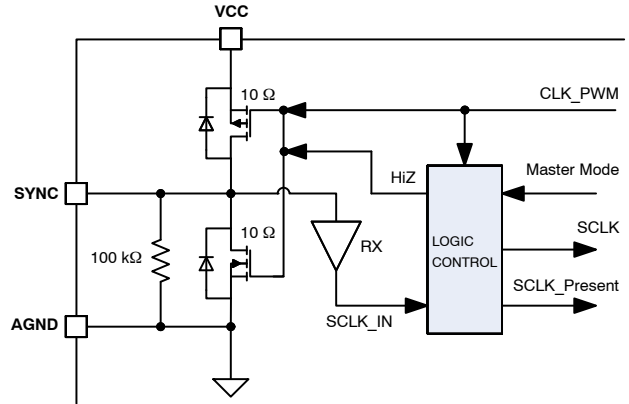 VCC
10 Ω
CLK_PWM
HiZ
Master Mode
SYNC
SCLK
10 Ω
100 kΩ
RX
LOGIC
CONTROL
SCLK_Present
AGND
SCLK_IN